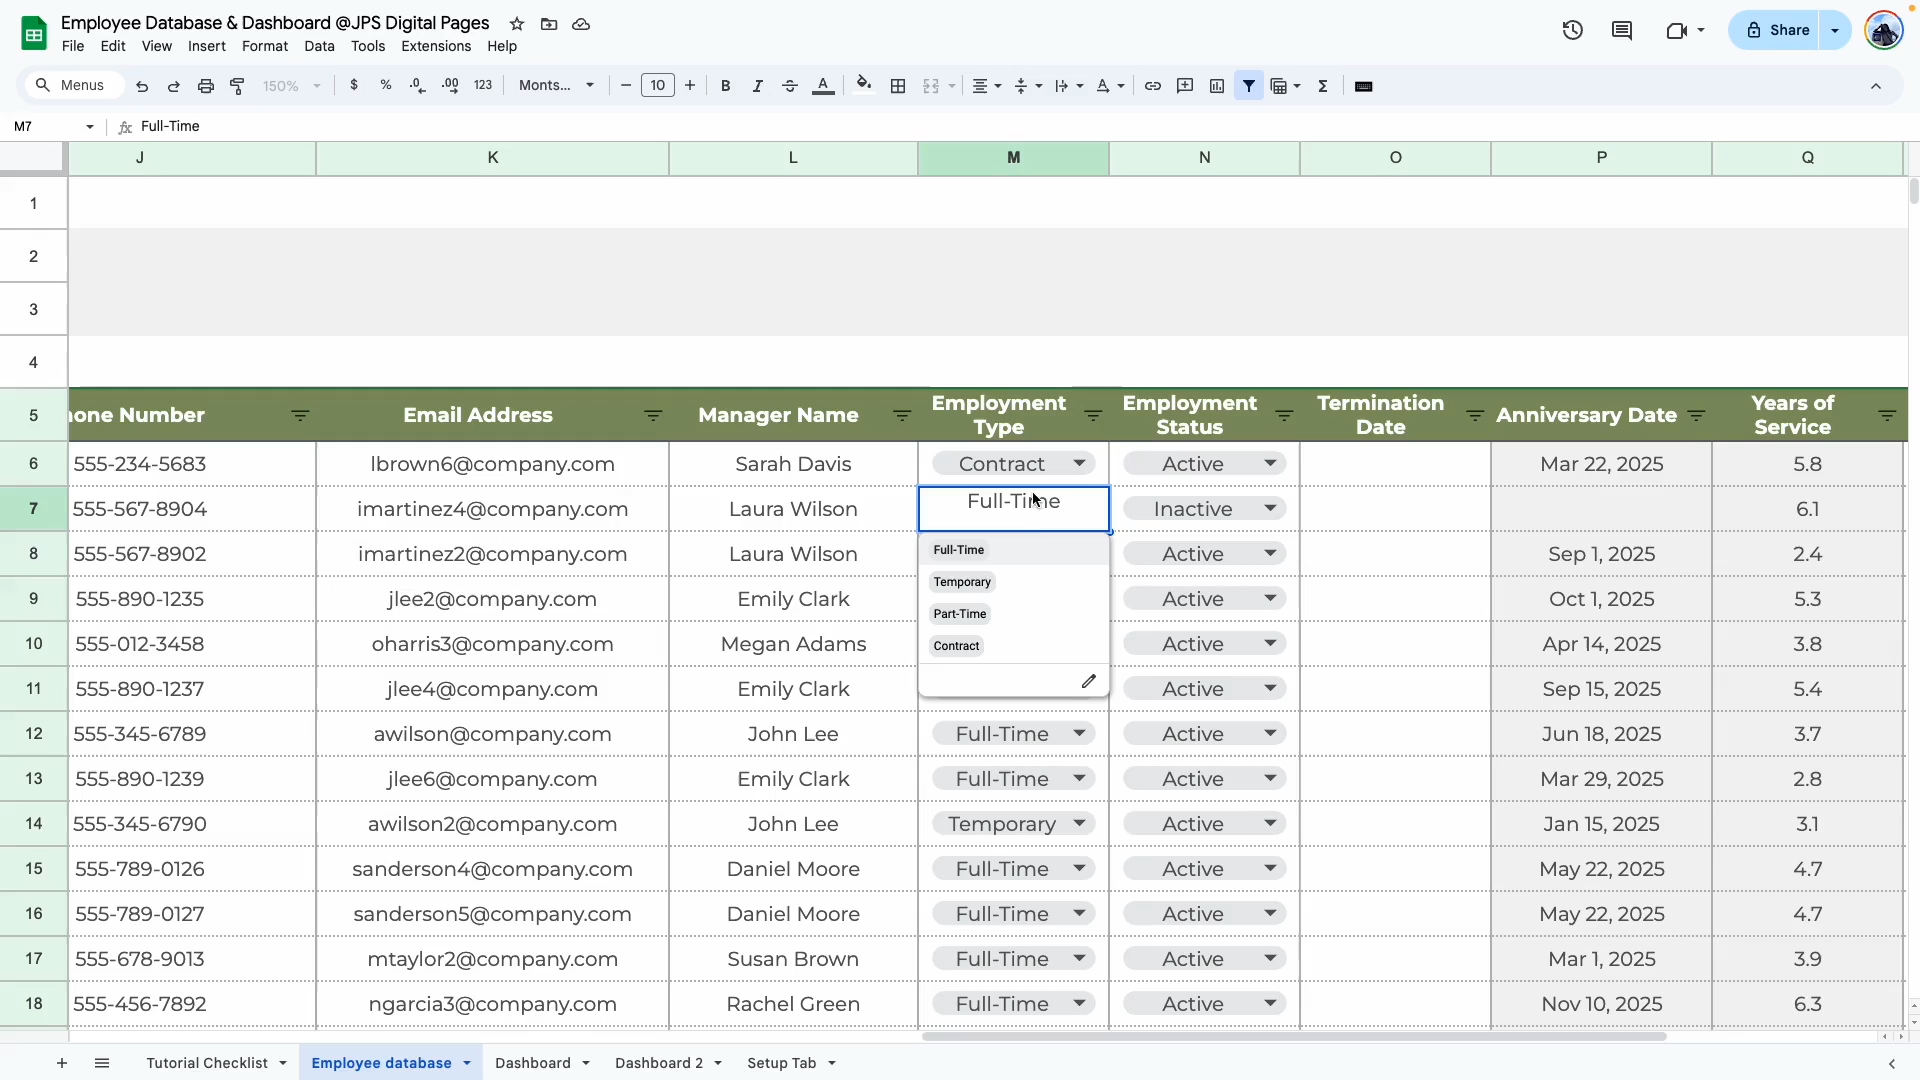 Employee Database & Dashboard @JPS Digital Pages
File Edit View Insert Format Data Tools Extensions Help
Share
Menus 150% $ % .0 .00 123 Monts... 10 B I A
M7 Full-Time
J K L M N O P Q
1
2
3
4
5 hone Number Email Address Manager Name Employment Type Employment Status Termination Date Anniversary Date Years of Service
6 555-234-5683 lbrown6@company.com Sarah Davis Contract Active Mar 22, 2025 5.8
7 555-567-8904 imartinez4@company.com Laura Wilson Full-Time Inactive 6.1
8 555-567-8902 imartinez2@company.com Laura Wilson Active Sep 1, 2025 2.4
Full-Time
Temporary
Part-Time
Contract
9 555-890-1235 jlee2@company.com Emily Clark Active Oct 1, 2025 5.3
10 555-012-3458 oharris3@company.com Megan Adams Active Apr 14, 2025 3.8
11 555-890-1237 jlee4@company.com Emily Clark Active Sep 15, 2025 5.4
12 555-345-6789 awilson@company.com John Lee Full-Time Active Jun 18, 2025 3.7
13 555-890-1239 jlee6@company.com Emily Clark Full-Time Active Mar 29, 2025 2.8
14 555-345-6790 awilson2@company.com John Lee Temporary Active Jan 15, 2025 3.1
15 555-789-0126 sanderson4@company.com Daniel Moore Full-Time Active May 22, 2025 4.7
16 555-789-0127 sanderson5@company.com Daniel Moore Full-Time Active May 22, 2025 4.7
17 555-678-9013 mtaylor2@company.com Susan Brown Full-Time Active Mar 1, 2025 3.9
18 555-456-7892 ngarcia3@company.com Rachel Green Full-Time Active Nov 10, 2025 6.3
Tutorial Checklist Employee database Dashboard Dashboard 2 Setup Tab